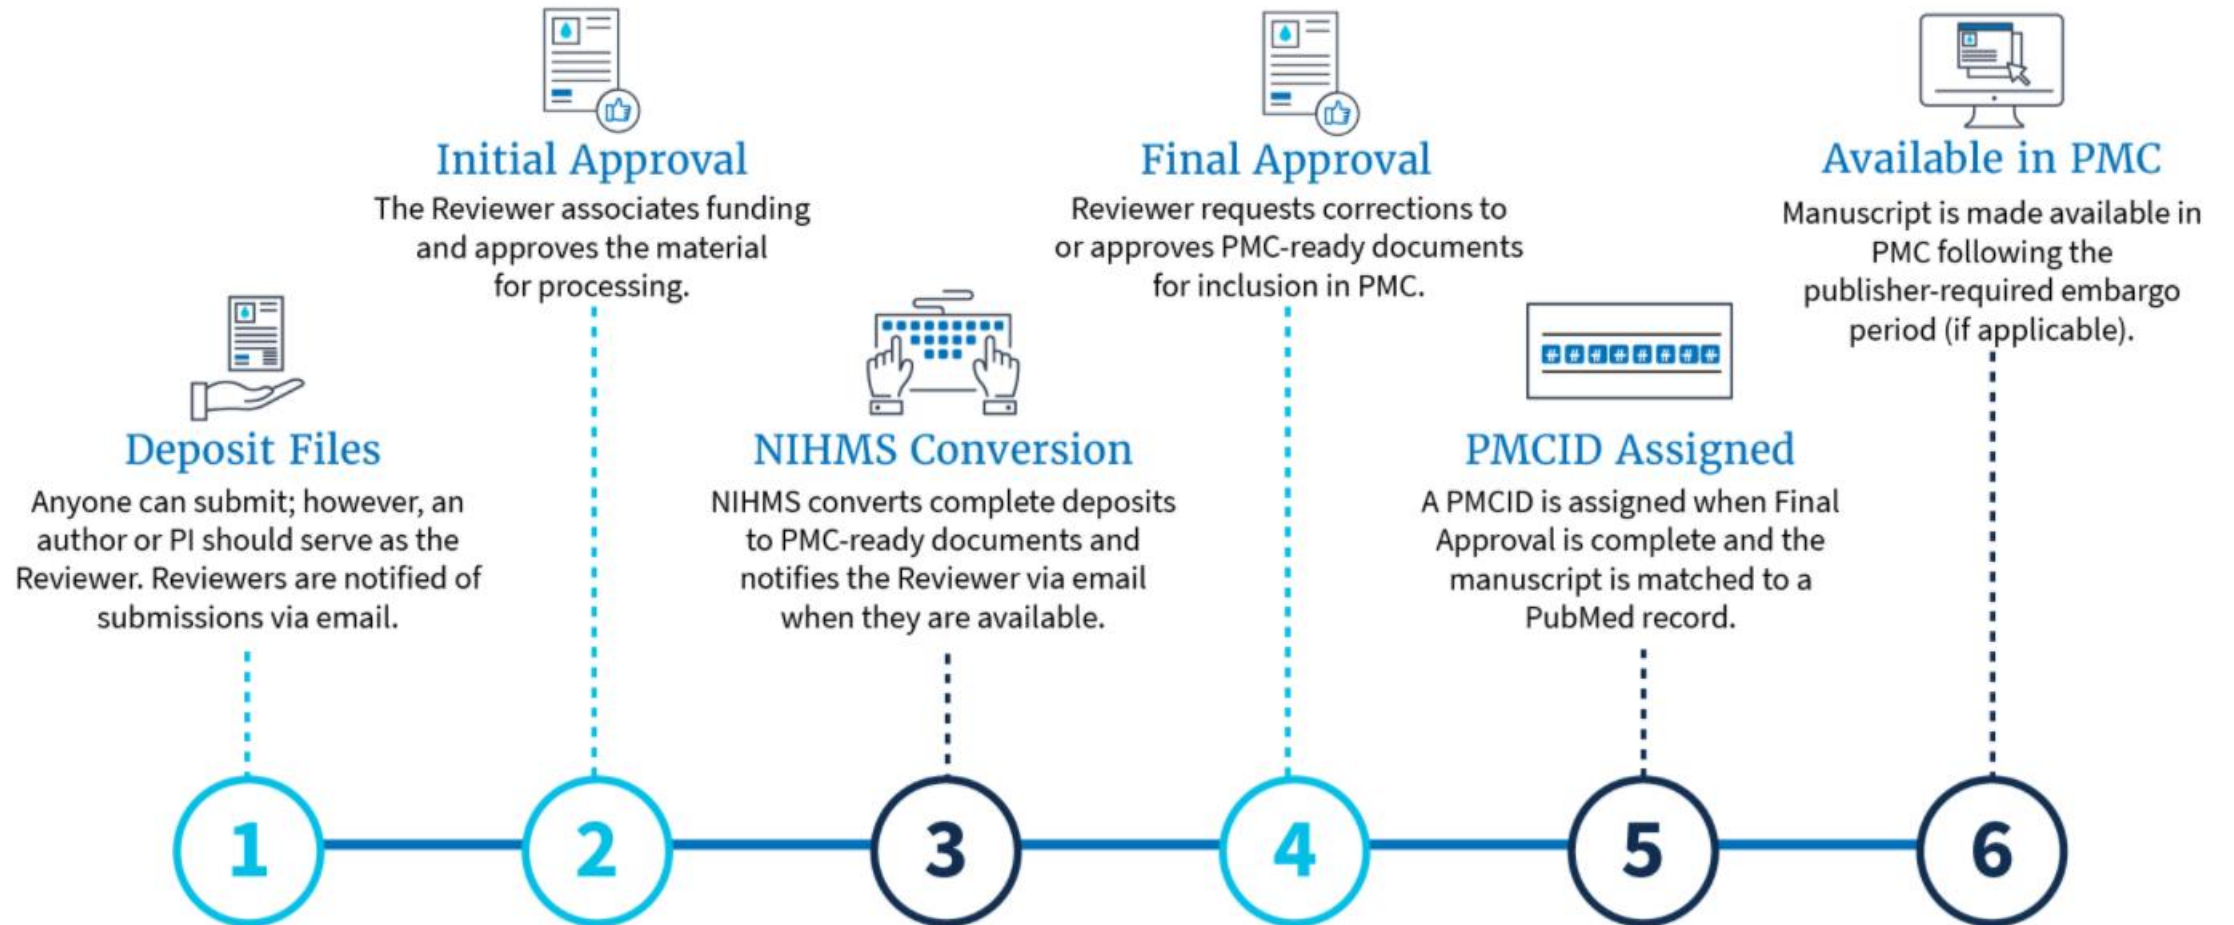 Initial Approval
The Reviewer associates funding
and approves the material
for processing.
Final Approval
Reviewer requests corrections to
or approves PMC-ready documents
for inclusion in PMC.
Available in PMC
Manuscript is made available in
PMC following the
publisher-required embargo
period (if applicable).
Deposit Files
Anyone can submit; however, an
author or PI should serve as the
Reviewer. Reviewers are notified of
submissions via email.
NIHMS Conversion
NIHMS converts complete deposits
to PMC-ready documents and
notifies the Reviewer via email
when they are available.
########
PMCID Assigned
A PMCID is assigned when Final
Approval is complete and the
manuscript is matched to a
PubMed record.
1
2
3
4
5
6